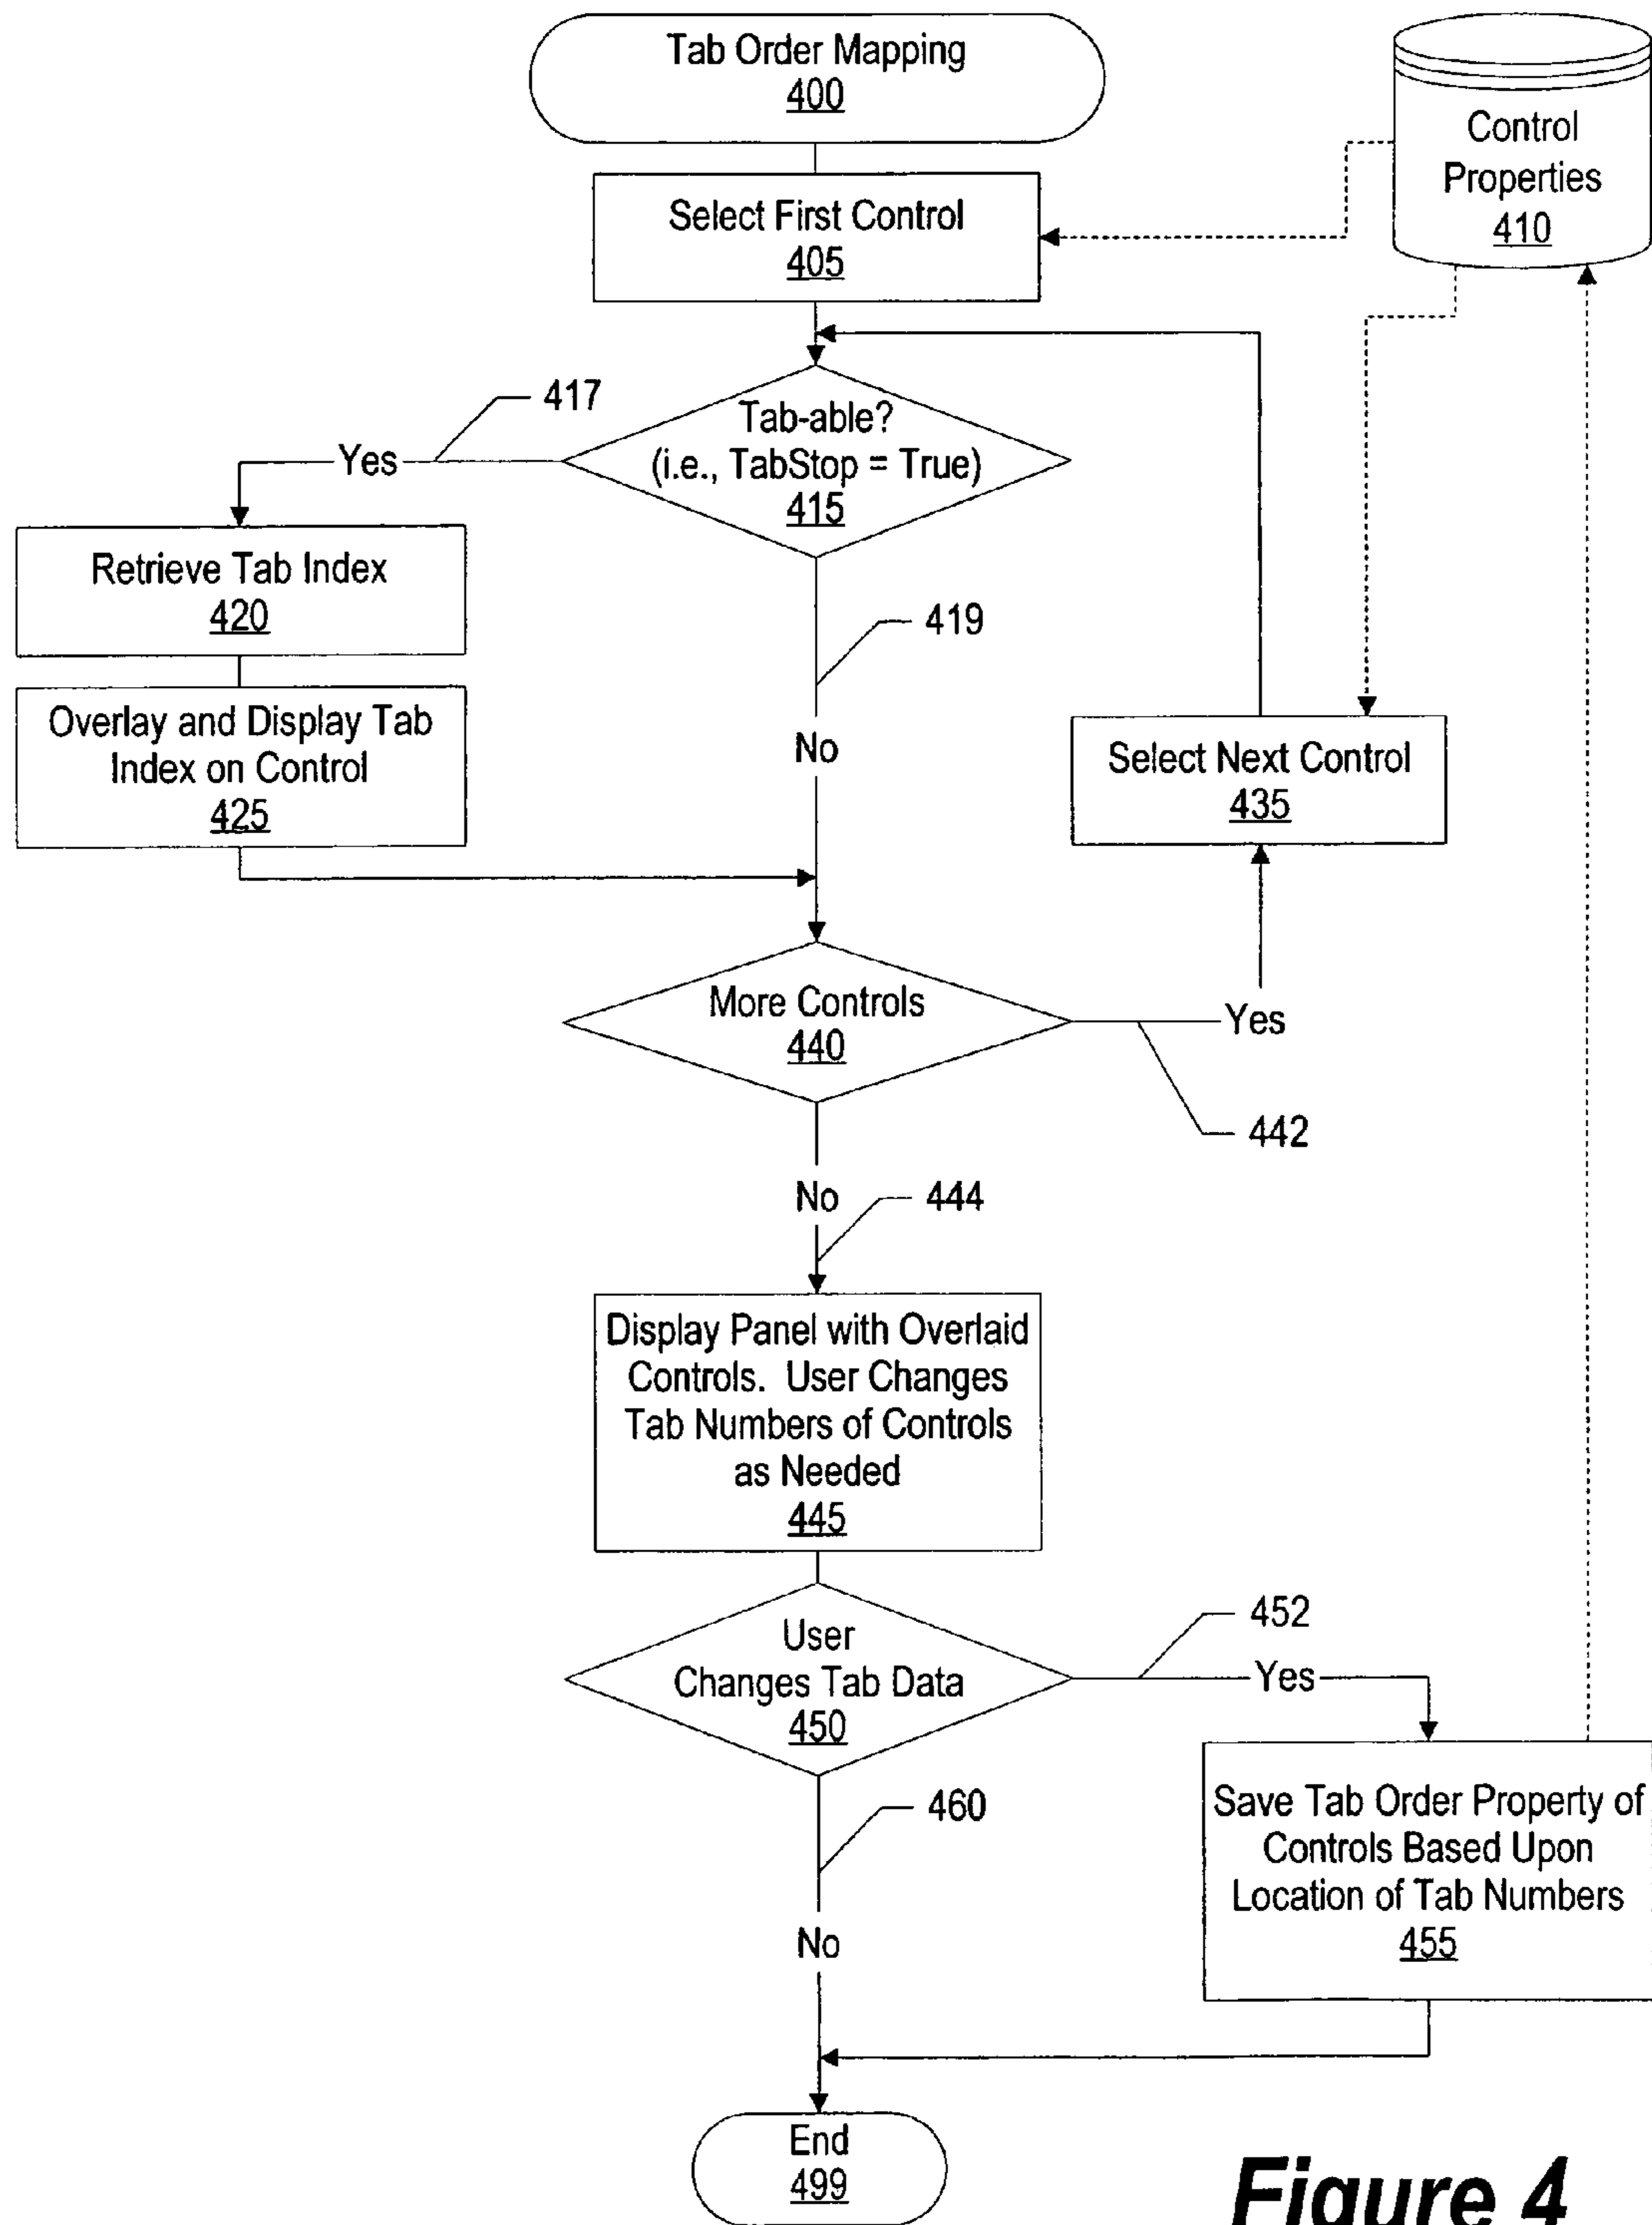 Tab Order Mapping
400
Control
Properties
410
Select First Control
405
417
Tab-able?
(i.e., TabStop = True)
415
Yes
Retrieve Tab Index
420
419
Overlay and Display Tab
Index on Control
425
No
Select Next Control
435
More Controls
440
Yes
442
No
444
Display Panel with Overlaid
Controls. User Changes
Tab Numbers of Controls
as Needed
445
User
Changes Tab Data
450
452
Yes
460
Save Tab Order Property of
Controls Based Upon
Location of Tab Numbers
455
No
End
499
Figure 4